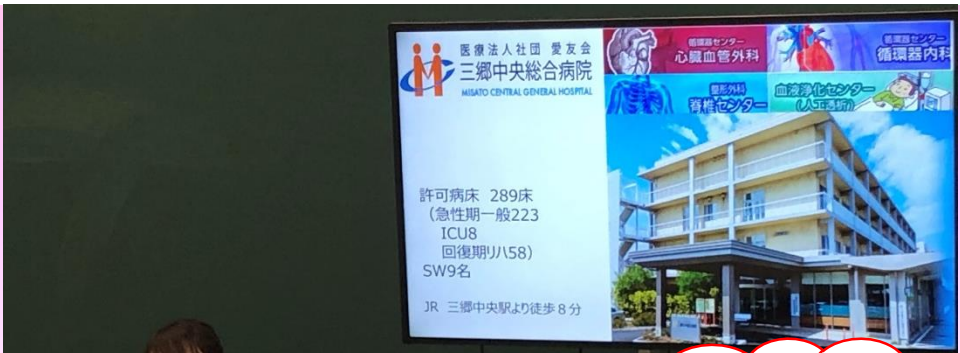 医療法人社団 愛友会
三郷中央総合病院
MISATO CENTRAL GENERAL HOSPITAL
循環器センター
心臓血管外科
循環器センター
循環器内科
整形外科
脊椎センター
血液浄化センター
(人工透析)
許可病床 289床
(急性期一般223
ICU8
回復期リハ58)
SW9名
JR 三郷中央駅より徒歩8分